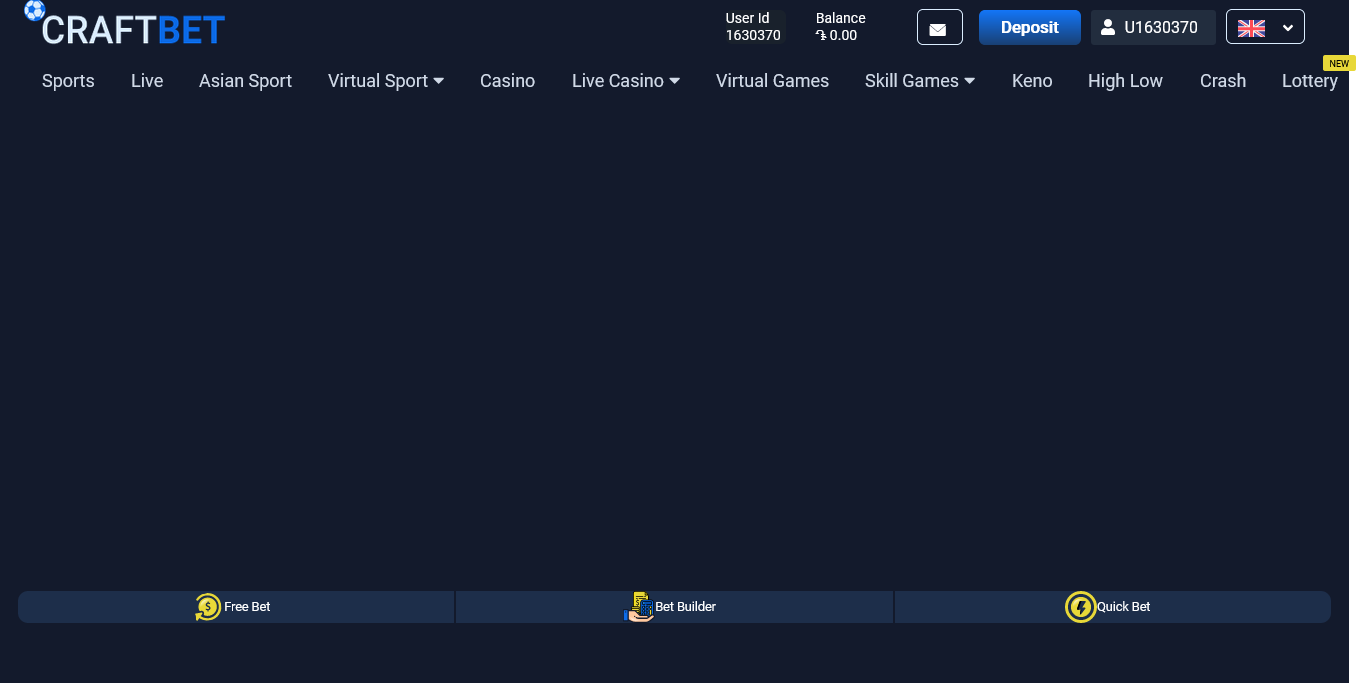 CRAFTBET
User Id
1630370
Balance
֏ 0.00
Deposit
U1630370
NEW
Sports Live Asian Sport Virtual Sport Casino Live Casino Virtual Games Skill Games Keno High Low Crash Lottery
$ Free Bet Bet Builder Quick Bet